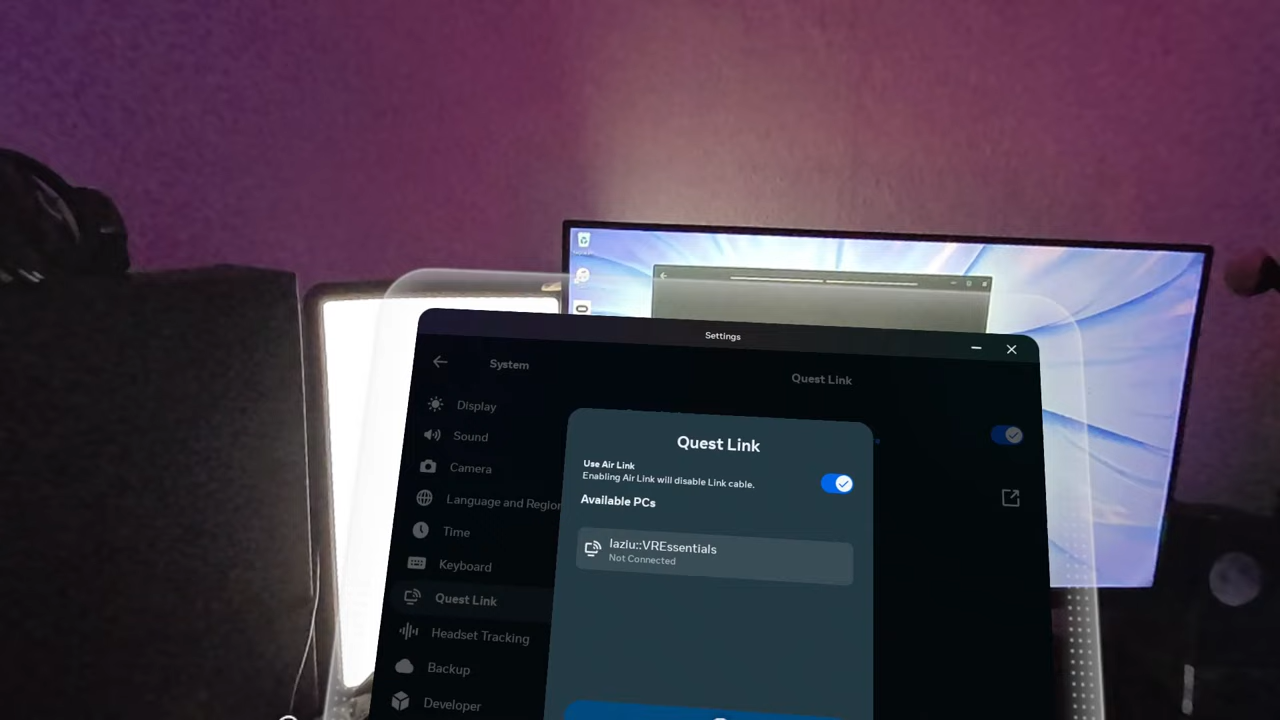 Settings
System
Quest Link
Display
Sound
Camera
Language and Region
Time
Keyboard
Quest Link
Headset Tracking
Backup
Developer
Quest Link
Use Air Link
Enabling Air Link will disable Link cable.
Available PCs
laziu::VREssentials
Not Connected